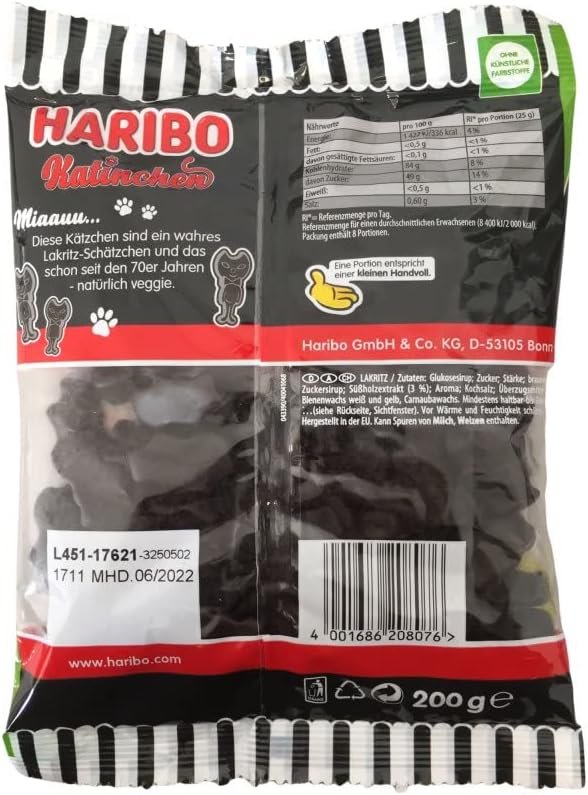 OHNE
KÜNSTLICHE
FARBSTOFFE
HARIBO
Katinchen
Miaauu...
Diese Kätzchen sind ein wahres
Lakritz-Schätzchen und das
schon seit den 70er Jahren
- natürlich veggie.
Nährwerte pro 100 g RI* pro Portion (25 g)
Energie: 1 427 kJ/336 kcal 4 %
Fett: <0,5 g <1 %
davon gesättigte Fettsäuren: <0,1 g <1 %
Kohlenhydrate: 84 g 8 %
davon Zucker: 49 g 14 %
Eiweiß: <0,5 g <1 %
Salz: 0,60 g 3 %
RI*= Referenzmenge pro Tag.
Referenzmenge für einen durchschnittlichen Erwachsenen (8 400 kJ/2 000 kcal).
Packung enthält 8 Portionen.
Eine Portion entspricht
einer kleinen Handvoll.
Haribo GmbH & Co. KG, D-53105 Bonn
D A CH LAKRITZ / Zutaten: Glukosesirup; Zucker; Stärke;
Zuckersirup; Süßholzextrakt (3 %); Aroma; Kochsalz;
Bienenwachs weiß und gelb, Carnaubawachs. Mindestens haltbar
...(siehe Rückseite, Sichtfenster). Vor Wärme und Feuchtigkeit
Hergestellt in der EU. Kann Spuren von Milch, Weizen enthalten.
L451-17621-3250502
1711 MHD.06/2022
4 001686 208076 >
www.haribo.com
200 g e